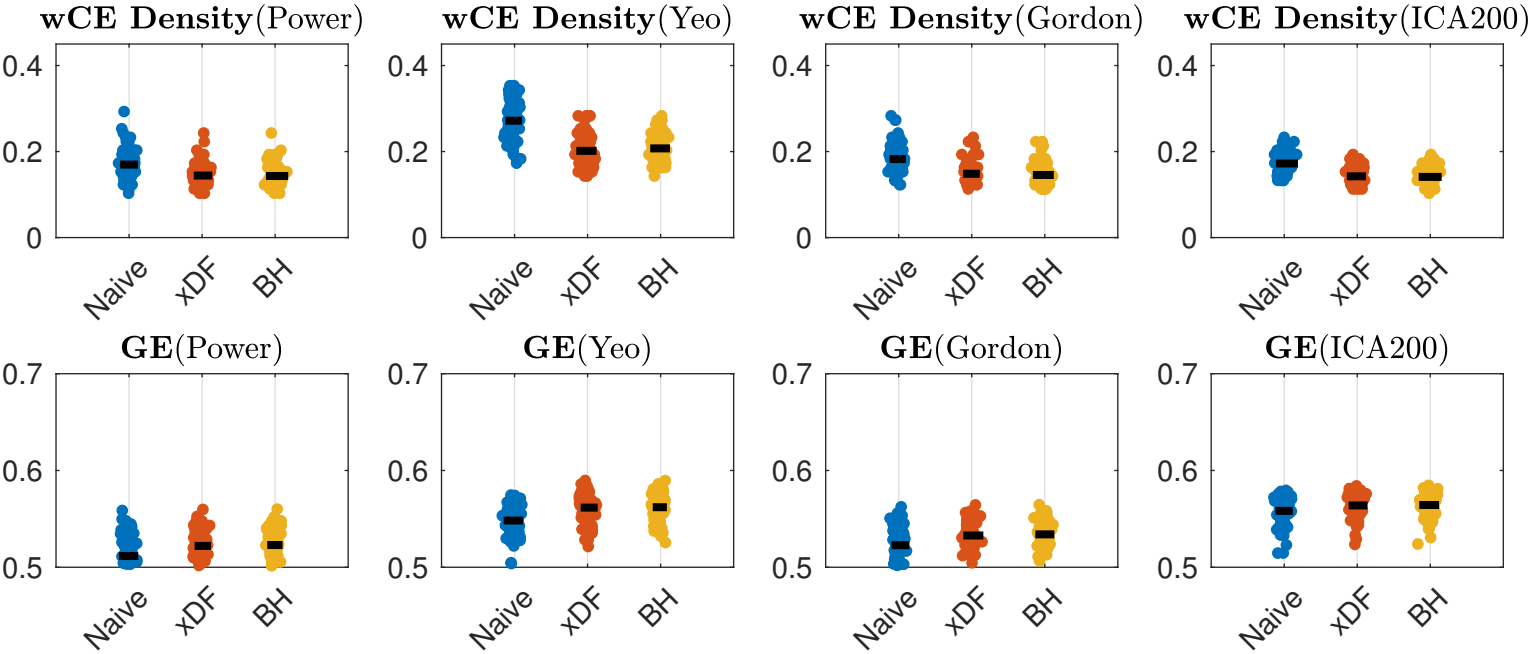 wCE Density(Power) wCE Density(Yeo) wCE Density(Gordon) wCE Density(ICA200)
0.4 0.4 0.4 0.4
0.2 0.2 0.2 0.2
0 0 0 0
Naive xDF BH Naive xDF BH Naive xDF BH Naive xDF BH
GE(Power) GE(Yeo) GE(Gordon) GE(ICA200)
0.7 0.7 0.7 0.7
0.6 0.6 0.6 0.6
0.5 0.5 0.5 0.5
Naive xDF BH Naive xDF BH Naive xDF BH Naive xDF BH